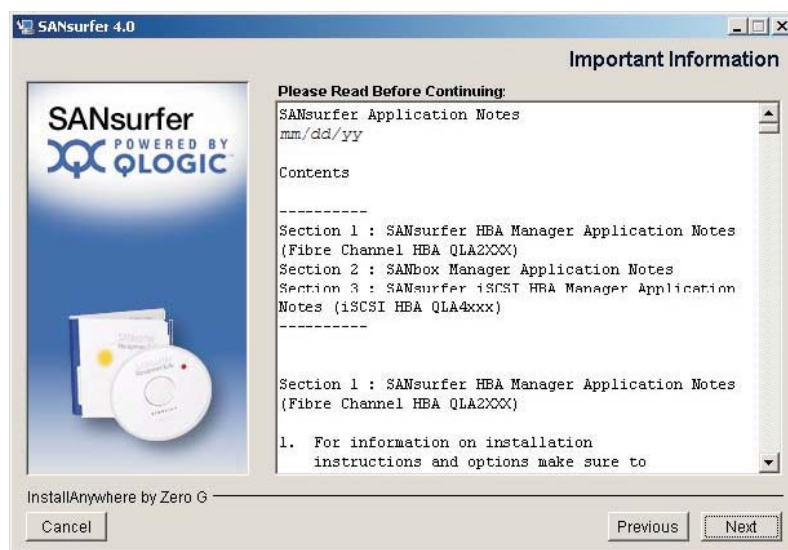 SANsurfer 4.0
Important Information
SANsurfer
POWERED BY
QLOGIC
Please Read Before Continuing:
SANsurfer Application Notes
mm/dd/yy
Contents
----------
Section 1 : SANsurfer HBA Manager Application Notes
(Fibre Channel HBA QLA2XXX)
Section 2 : SANbox Manager Application Notes
Section 3 : SANsurfer iSCSI HBA Manager Application
Notes (iSCSI HBA QLA4xxx)
----------
Section 1 : SANsurfer HBA Manager Application Notes
(Fibre Channel HBA QLA2XXX)
1. For information on installation
instructions and options make sure to
InstallAnywhere by Zero G
Cancel
Previous
Next